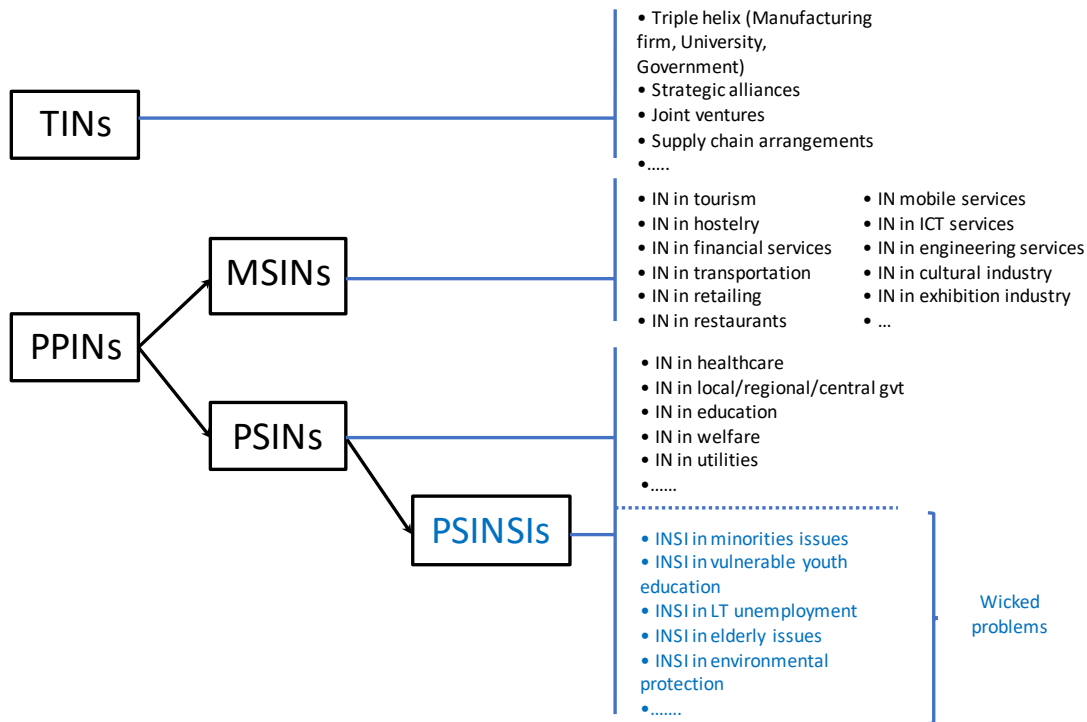 • Triple helix (Manufacturing
firm, University,
Government)
• Strategic alliances
• Joint ventures
• Supply chain arrangements
•.....
TINs
• IN in tourism
• IN in hostelry
• IN in financial services
• IN in transportation
• IN in retailing
• IN in restaurants
• IN mobile services
• IN in ICT services
• IN in engineering services
• IN in cultural industry
• IN in exhibition industry
• ...
MSINs
PPINs
• IN in healthcare
• IN in local/regional/central gvt
• IN in education
• IN in welfare
• IN in utilities
•......
PSINs
PSINSIs
• INSI in minorities issues
• INSI in vulnerable youth
education
• INSI in LT unemployment
• INSI in elderly issues
• INSI in environmental
protection
•.......
Wicked
problems